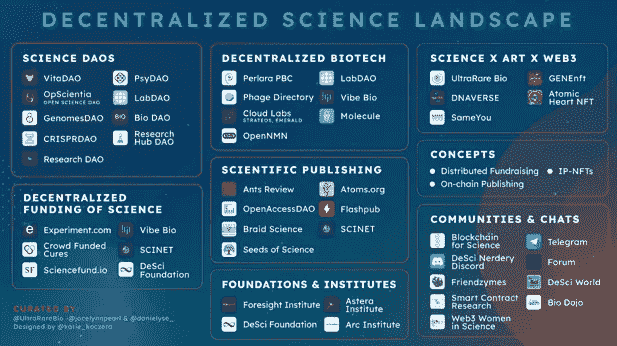 DECENTRALIZED SCIENCE LANDSCAPE
SCIENCE DAOS
VitaDAO
PsyDAO
OpScientia
OPEN SCIENCE DAO
LabDAO
GenomesDAO
BIO
Bio DAO
CRISPRDAO
Research
Hub DAO
Research DAO
DECENTRALIZED
FUNDING OF SCIENCE
Experiment.com
Vibe Bio
Crowd Funded
Cures
SCINET
SF
Sciencefund.io
DeSci
Foundation
CURATED BY
@UltraRareBio @jocelynnpearl & @danielyse_
Designed by @katie_koczera
DECENTRALIZED BIOTECH
Perlara PBC
LabDAO
Phage Directory
Vibe Bio
Cloud Labs
STRATEOS, EMERALD
Molecule
OpenNMN
SCIENTIFIC PUBLISHING
Ants Review
Atoms.org
OpenAccessDAO
Flashpub
Braid Science
SCINET
Seeds of Science
FOUNDATIONS & INSTITUTES
Foresight Institute
Astera
Institute
DeSci Foundation
Arc Institute
SCIENCE X ART X WEB3
UltraRare Bio
GENEnft
DNAVERSE
Atomic
Heart NFT
SameYou
CONCEPTS
Distributed Fundraising
IP-NFTs
On-chain Publishing
COMMUNITIES & CHATS
Blockchain
for Science
Telegram
DeSci Nerdery
Discord
Forum
Friendzymes
DeSci World
Smart Contract
Research
Bio Dojo
Web3 Women
in Science